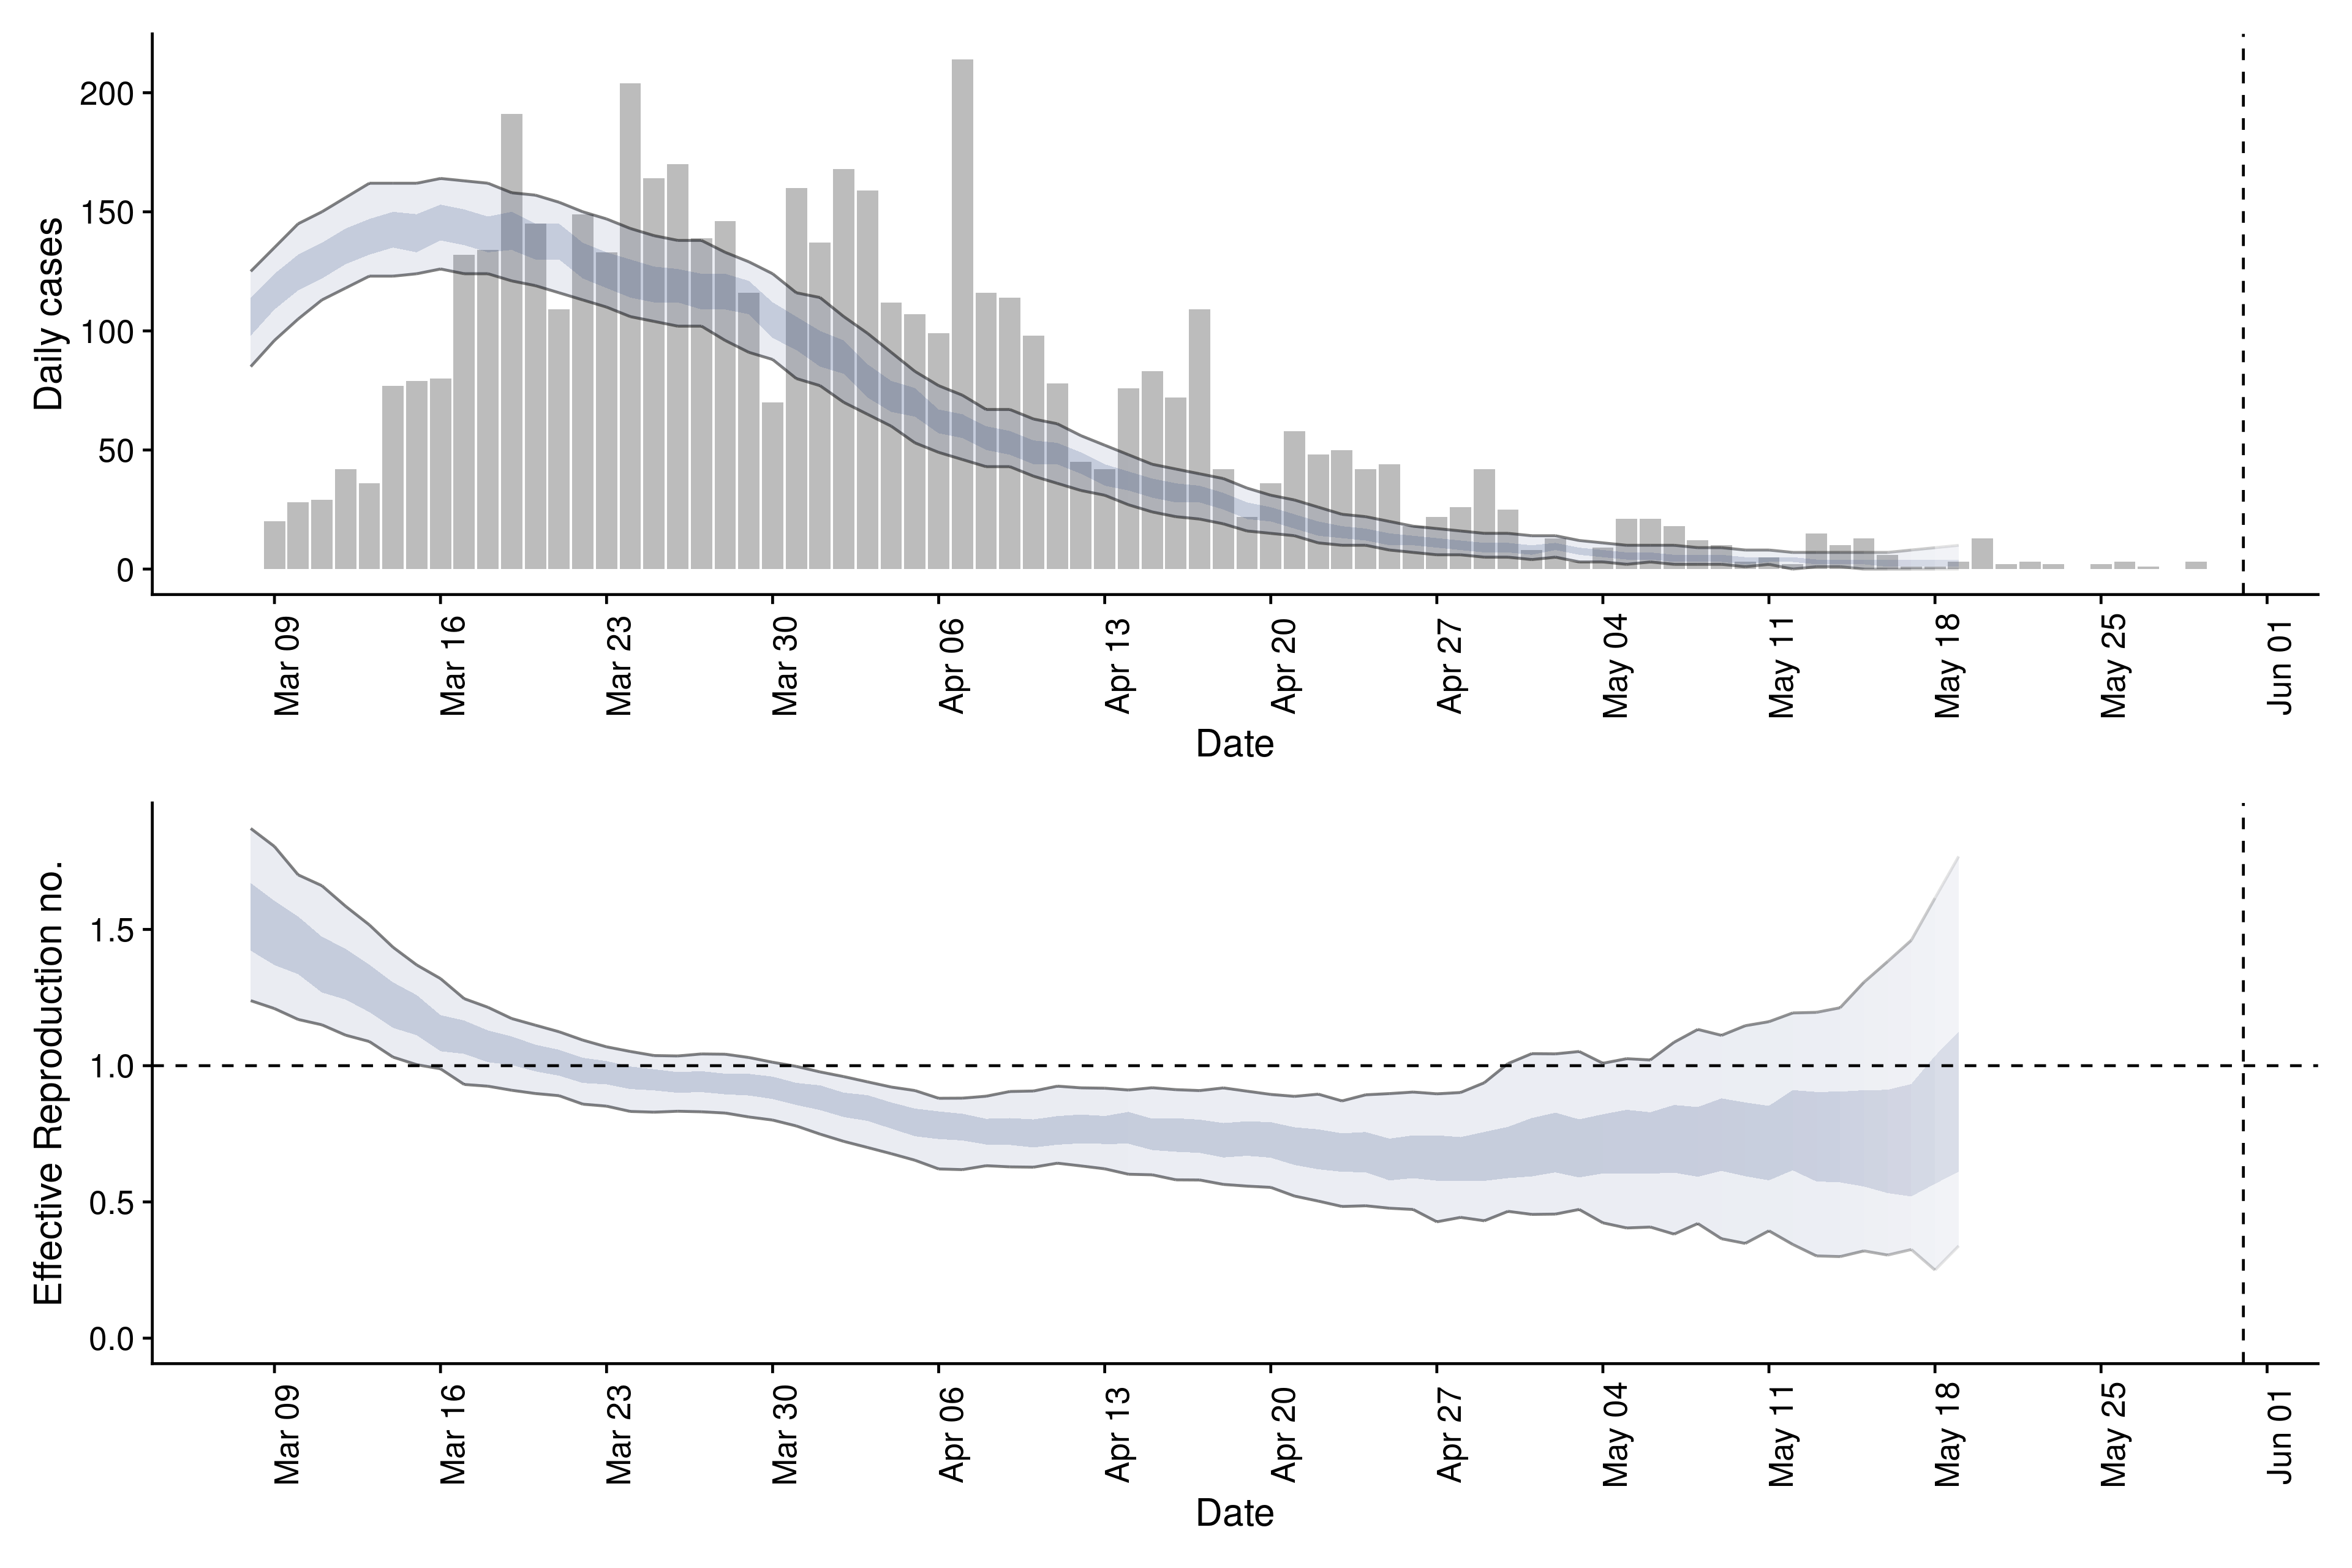 Daily cases
200
150
100
50
0
Mar 09
Mar 16
Mar 23
Mar 30
Apr 06
Apr 13
Apr 20
Apr 27
May 04
May 11
May 18
May 25
Jun 01
Date
Effective Reproduction no.
1.5
1.0
0.5
0.0
Mar 09
Mar 16
Mar 23
Mar 30
Apr 06
Apr 13
Apr 20
Apr 27
May 04
May 11
May 18
May 25
Jun 01
Date